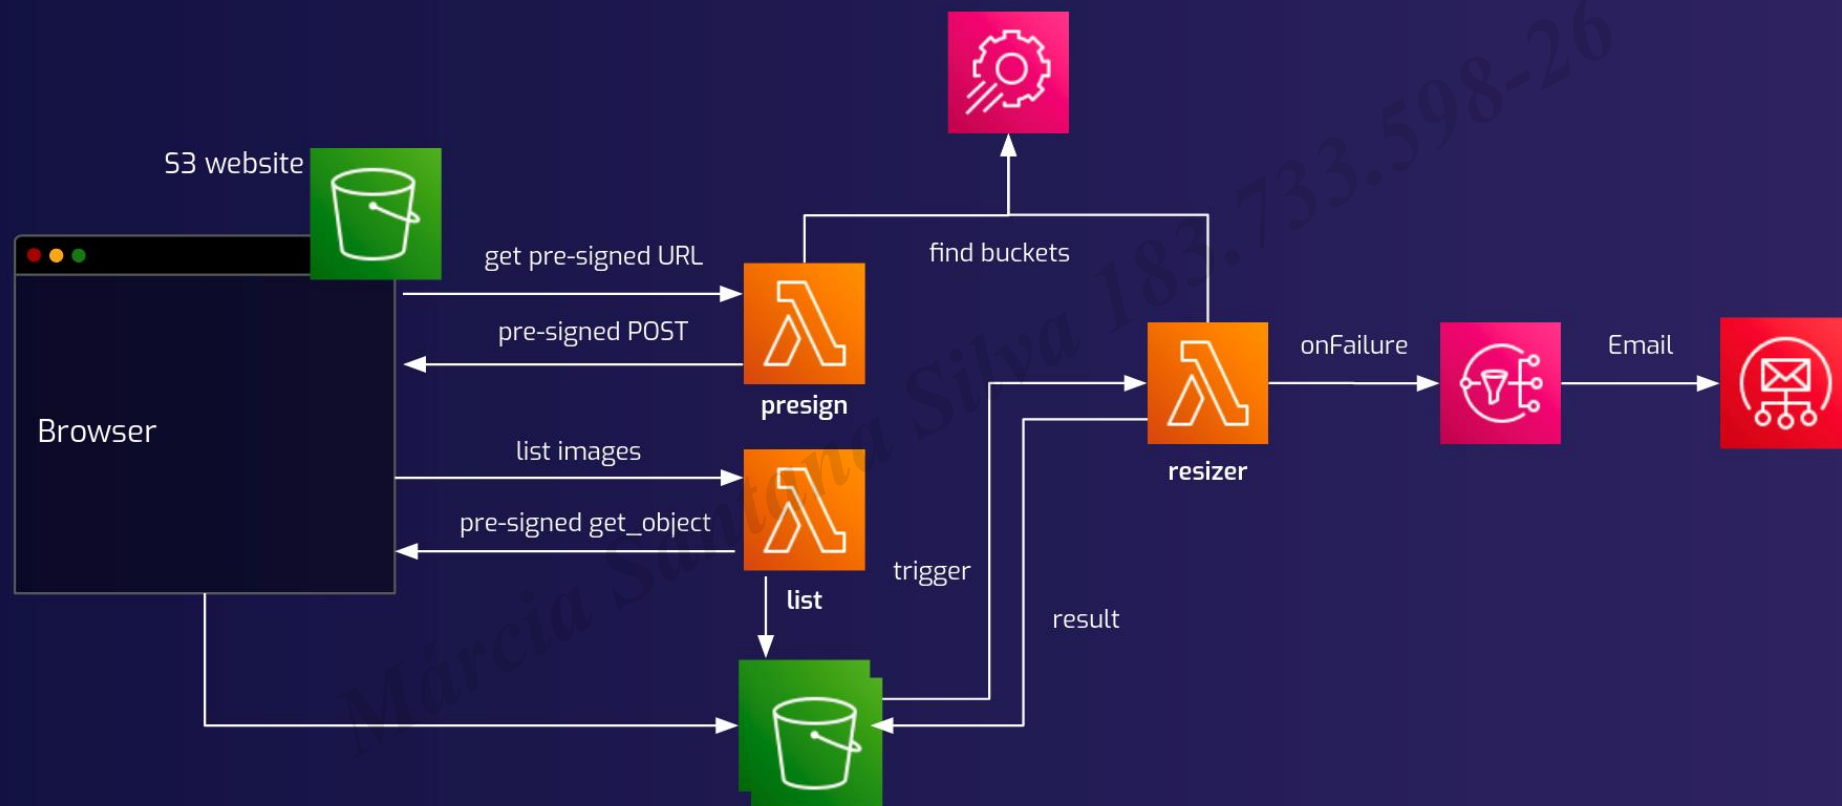 S3 website
get pre-signed URL
find buckets
pre-signed POST
onFailure
Email
presign
Browser
list images
resizer
pre-signed get_object
trigger
list
result
Márcia Santana Silva 183.733.598-26